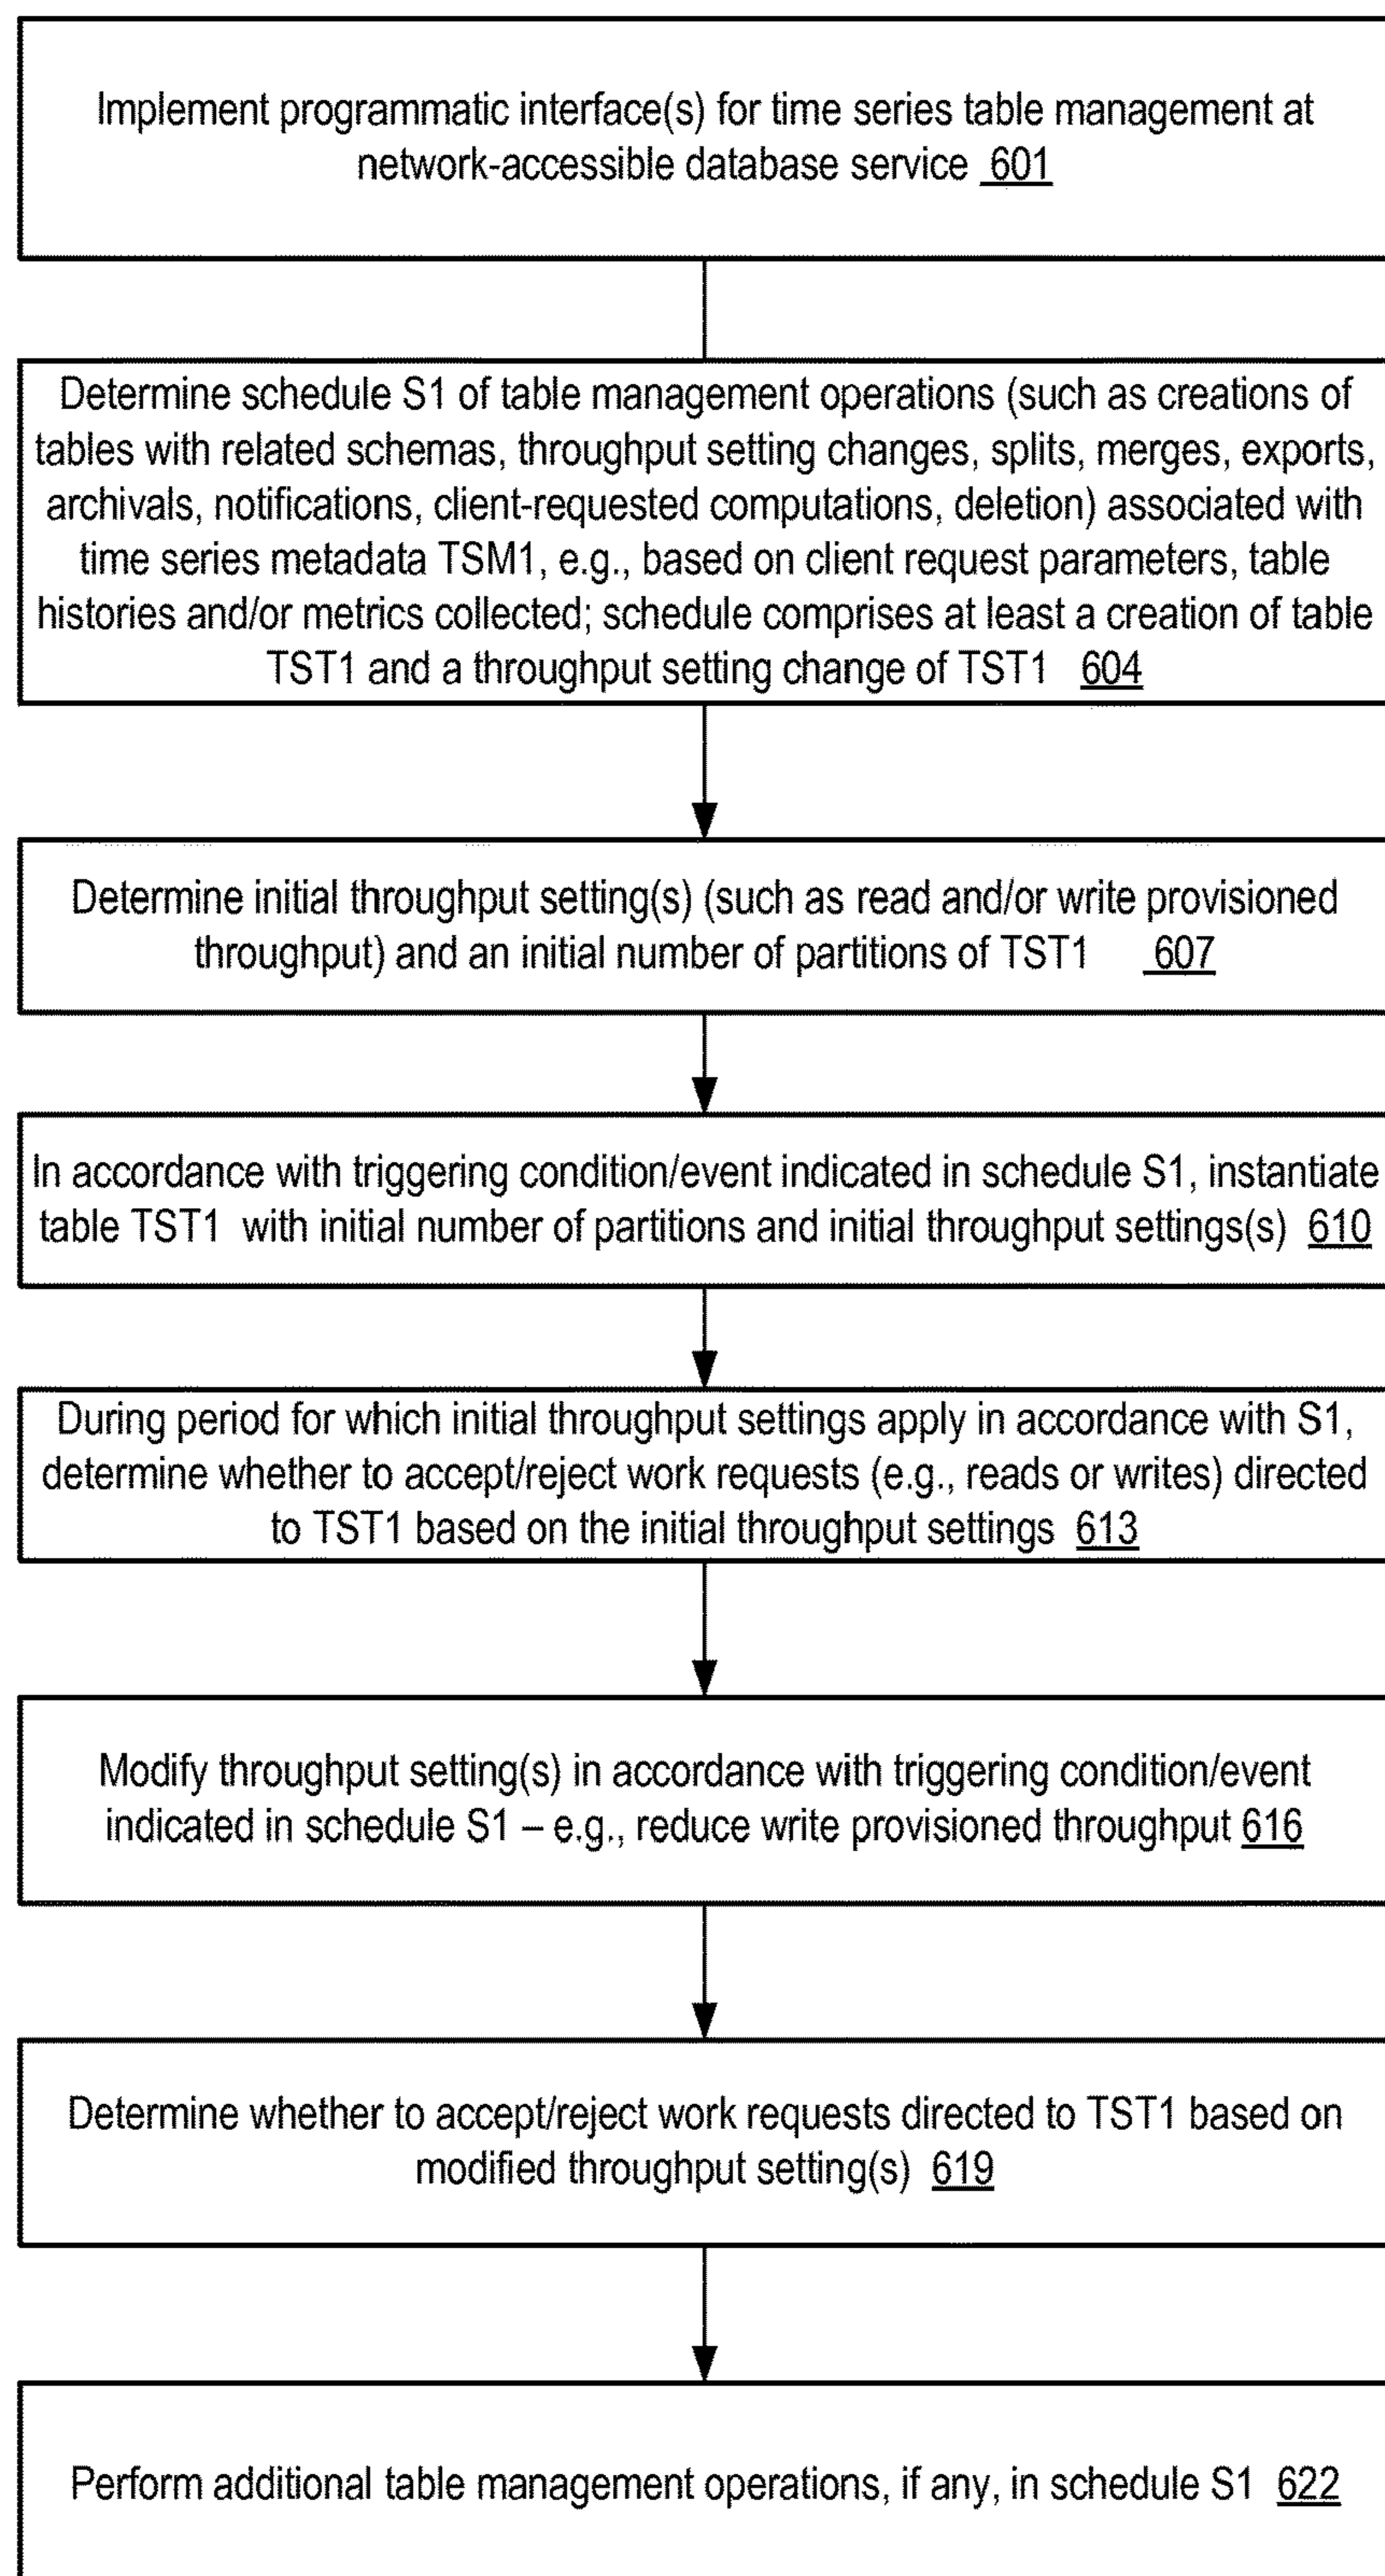 Implement programmatic interface(s) for time series table management at
network-accessible database service 601
Determine schedule S1 of table management operations (such as creations of
tables with related schemas, throughput setting changes, splits, merges, exports,
archivals, notifications, client-requested computations, deletion) associated with
time series metadata TSM1, e.g., based on client request parameters, table
histories and/or metrics collected; schedule comprises at least a creation of table
TST1 and a throughput setting change of TST1 604
Determine initial throughput setting(s) (such as read and/or write provisioned
throughput) and an initial number of partitions of TST1 607
In accordance with triggering condition/event indicated in schedule S1, instantiate
table TST1 with initial number of partitions and initial throughput settings(s) 610
During period for which initial throughput settings apply in accordance with S1,
determine whether to accept/reject work requests (e.g., reads or writes) directed
to TST1 based on the initial throughput settings 613
Modify throughput setting(s) in accordance with triggering condition/event
indicated in schedule S1 – e.g., reduce write provisioned throughput 616
Determine whether to accept/reject work requests directed to TST1 based on
modified throughput setting(s) 619
Perform additional table management operations, if any, in schedule S1 622